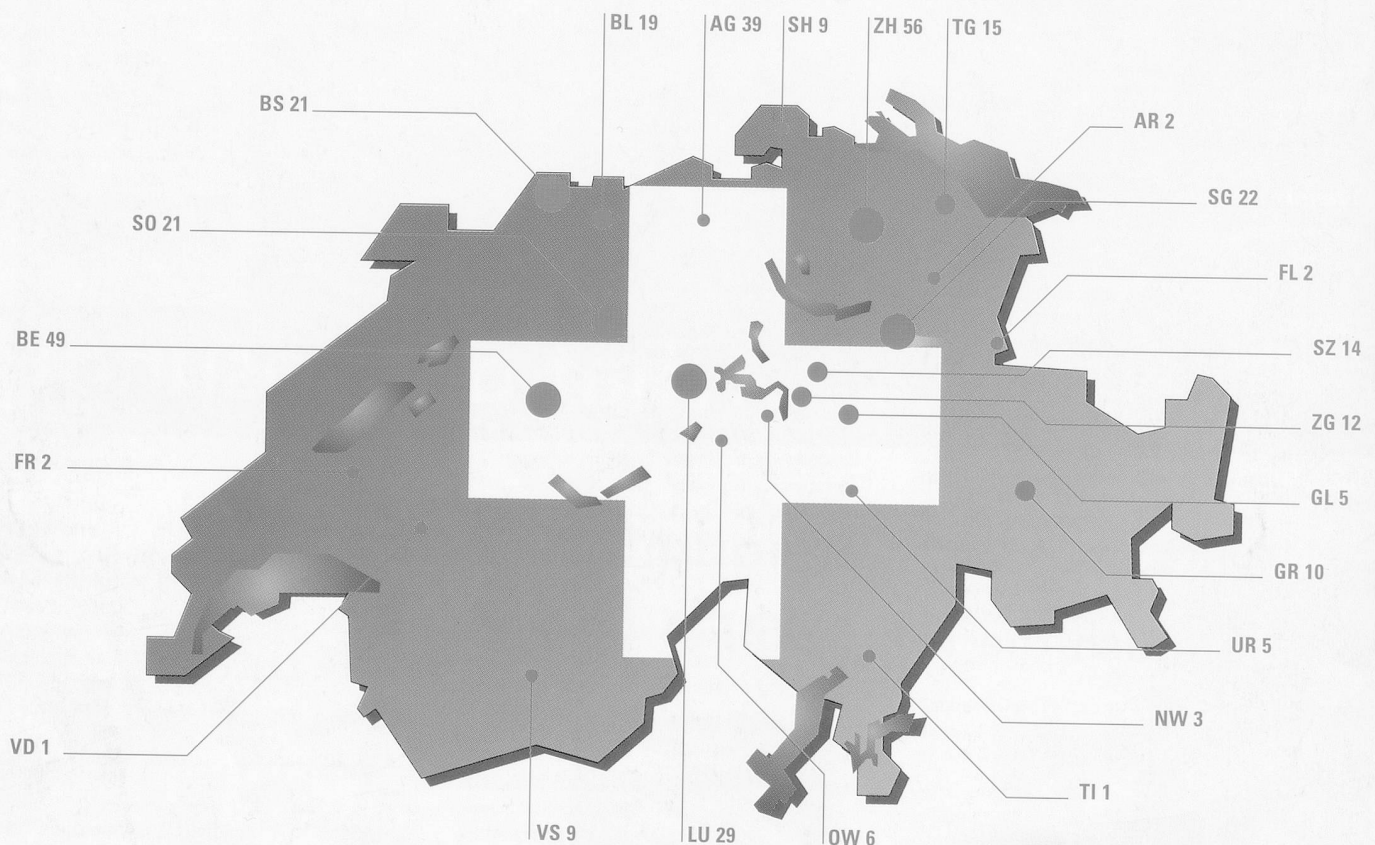 BL 19
AG 39
SH 9
ZH 56
TG 15
BS 21
AR 2
SG 22
SO 21
FL 2
BE 49
SZ 14
ZG 12
FR 2
GL 5
GR 10
UR 5
NW 3
VD 1
TI 1
VS 9
LU 29
OW 6